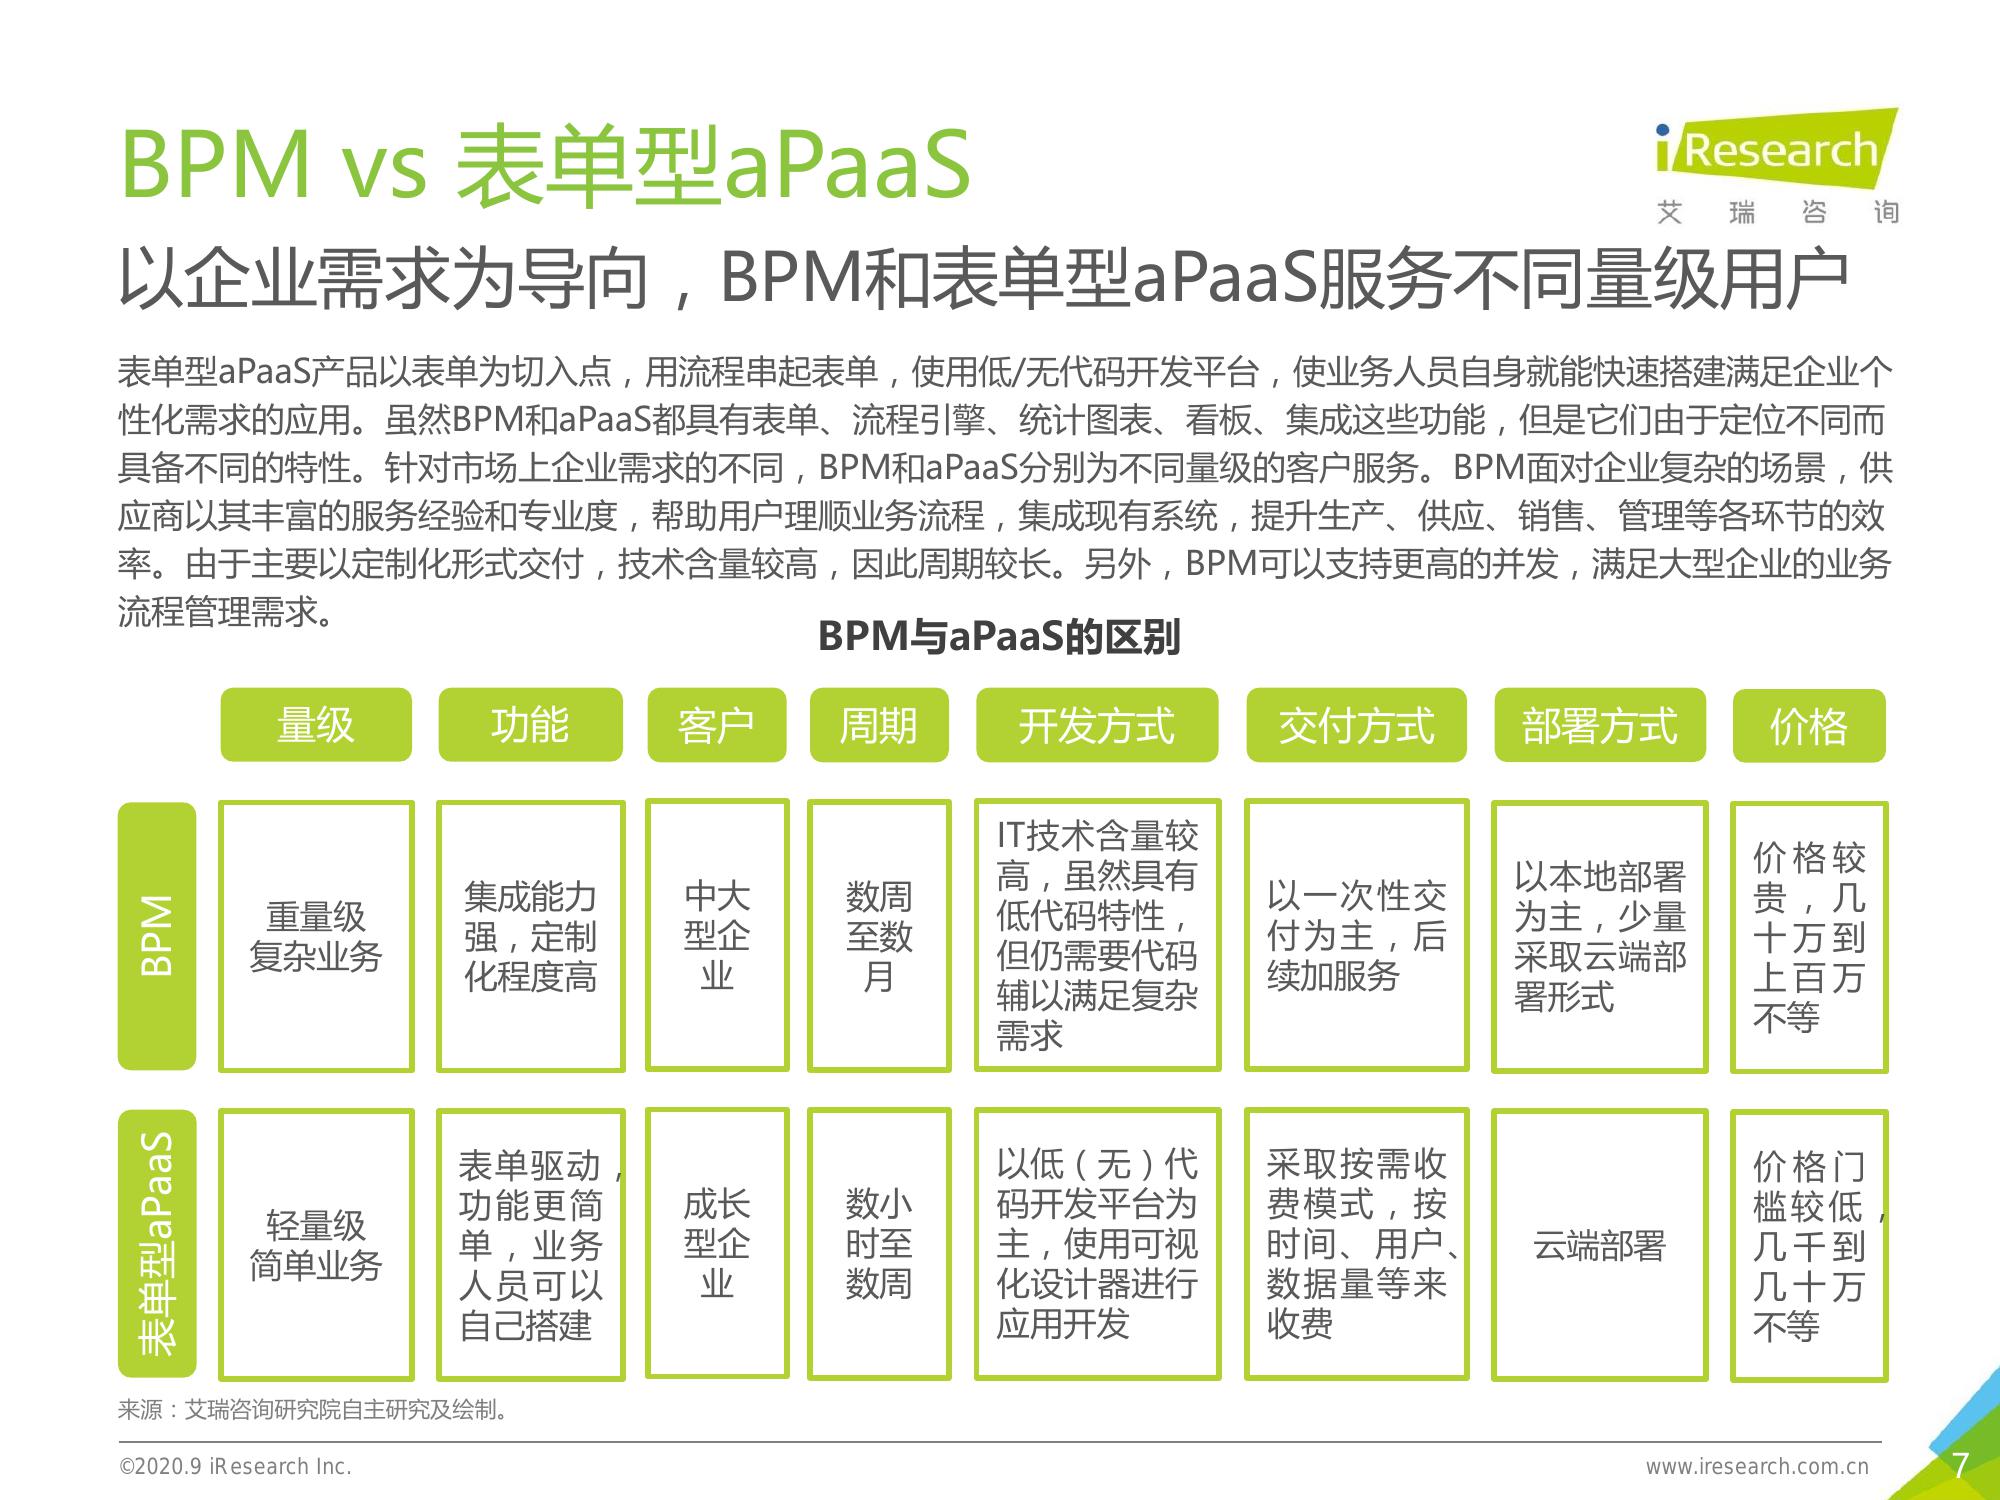 BPM vs 表单型aPaaS
iResearch
艾瑞咨询
以企业需求为导向，BPM和表单型aPaaS服务不同量级用户
表单型aPaaS产品以表单为切入点，用流程串起表单，使用低/无代码开发平台，使业务人员自身就能快速搭建满足企业个
性化需求的应用。虽然BPM和aPaaS都具有表单、流程引擎、统计图表、看板、集成这些功能，但是它们由于定位不同而
具备不同的特性。针对市场上企业需求的不同，BPM和aPaaS分别为不同量级的客户服务。BPM面对企业复杂的场景，供
应商以其丰富的服务经验和专业度，帮助用户理顺业务流程，集成现有系统，提升生产、供应、销售、管理等各环节的效
率。由于主要以定制化形式交付，技术含量较高，因此周期较长。另外，BPM可以支持更高的并发，满足大型企业的业务
流程管理需求。
BPM与aPaaS的区别
量级
功能
客户
周期
开发方式
交付方式
部署方式
价格
BPM
重量级
复杂业务
集成能力
强，定制
化程度高
中大
型企
业
数周
至数
月
IT技术含量较
高，虽然具有
低代码特性，
但仍需要代码
辅以满足复杂
需求
以一次性交
付为主，后
续加服务
以本地部署
为主，少量
采取云端部
署形式
价格较
贵，几
十万到
上百万
不等
表单型aPaaS
轻量级
简单业务
表单驱动，
功能更简
单，业务
人员可以
自己搭建
成长
型企
业
数小
时至
数周
以低（无）代
码开发平台为
主，使用可视
化设计器进行
应用开发
采取按需收
费模式，按
时间、用户、
数据量等来
收费
云端部署
价格门
槛较低，
几千到
几十万
不等
来源：艾瑞咨询研究院自主研究及绘制。
©2020.9 iResearch Inc.
www.iresearch.com.cn
7